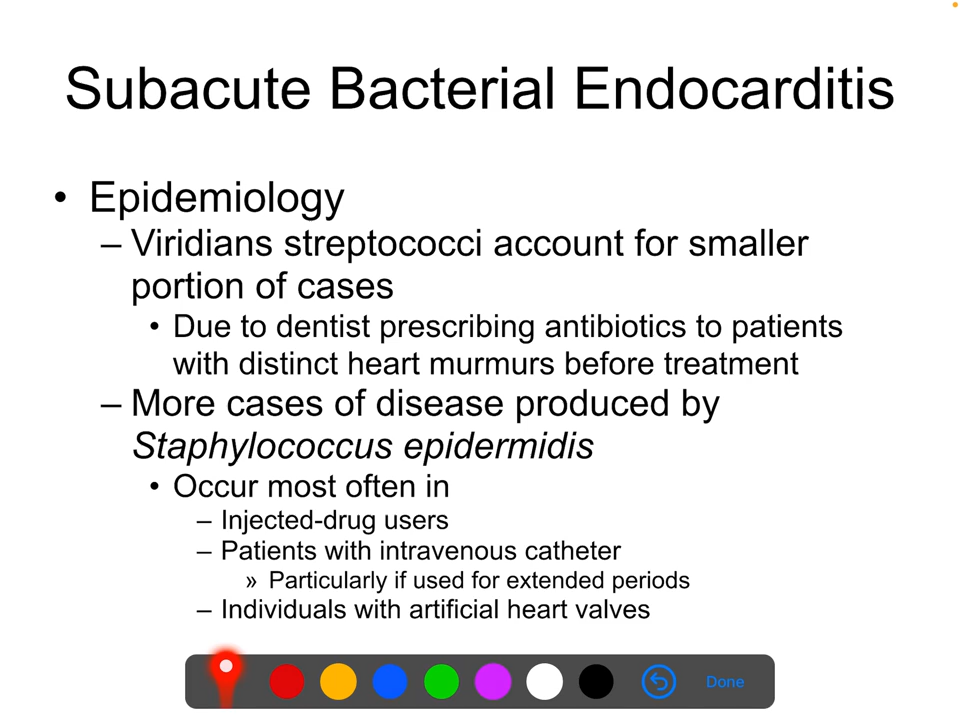 Subacute Bacterial Endocarditis
• Epidemiology
– Viridians streptococci account for smaller
portion of cases
• Due to dentist prescribing antibiotics to patients
with distinct heart murmurs before treatment
– More cases of disease produced by
Staphylococcus epidermidis
• Occur most often in
– Injected-drug users
– Patients with intravenous catheter
» Particularly if used for extended periods
– Individuals with artificial heart valves
Done